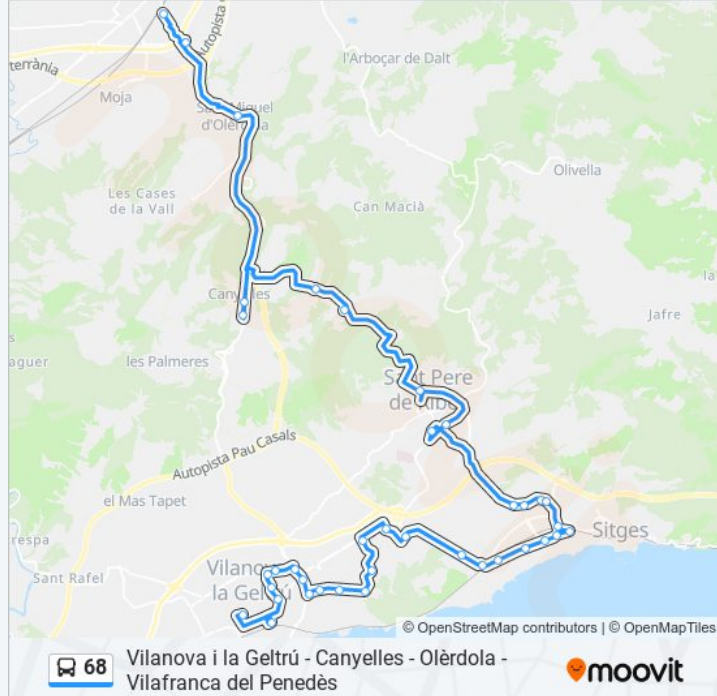 Autopista
terrània
Moja
l'Arboçar de Dalt
Sant Miquel
d'Olèrdola
Les Cases
de la Vall
Can Macià
Olivella
Canyelles
Jafre
les Palmeres
Sant Pere
de Ribes
Autopista Pau Casals
el Mas Tapet
Sitges
Sant Rafel
Vilanova i
la Geltrú
© OpenStreetMap contributors | © OpenMapTiles
68
Vilanova i la Geltrú - Canyelles - Olèrdola -
Vilafranca del Penedès
moovit